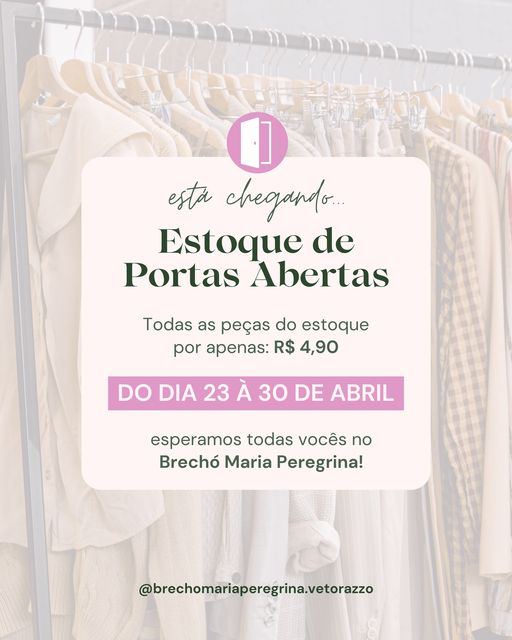 está chegando...
Estoque de
Portas Abertas
Todas as peças do estoque
por apenas: R$ 4,90
DO DIA 23 À 30 DE ABRIL
esperamos todas vocês no
Brechó Maria Peregrina!
@brechomariaperegrina.vetorazzo